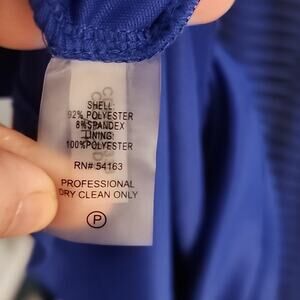 SHELL:
92% POLYESTER
8% SPANDEX
LINING:
100% POLYESTER
RN# 54163
PROFESSIONAL
DRY CLEAN ONLY
P